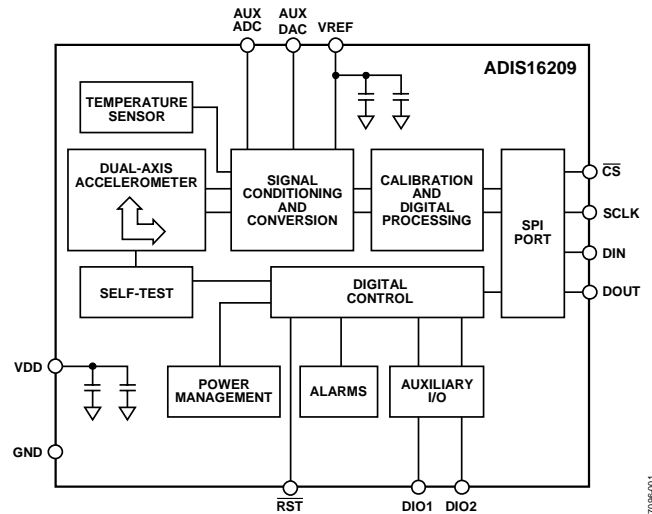 AUX
ADC
AUX
DAC
VREF
ADIS16209
TEMPERATURE
SENSOR
DUAL-AXIS
ACCELEROMETER
SIGNAL
CONDITIONING
AND
CONVERSION
CALIBRATION
AND
DIGITAL
PROCESSING
SPI
PORT
CS
SCLK
DIN
DOUT
SELF-TEST
DIGITAL
CONTROL
VDD
POWER
MANAGEMENT
ALARMS
AUXILIARY
I/O
GND
RST
DIO1
DIO2